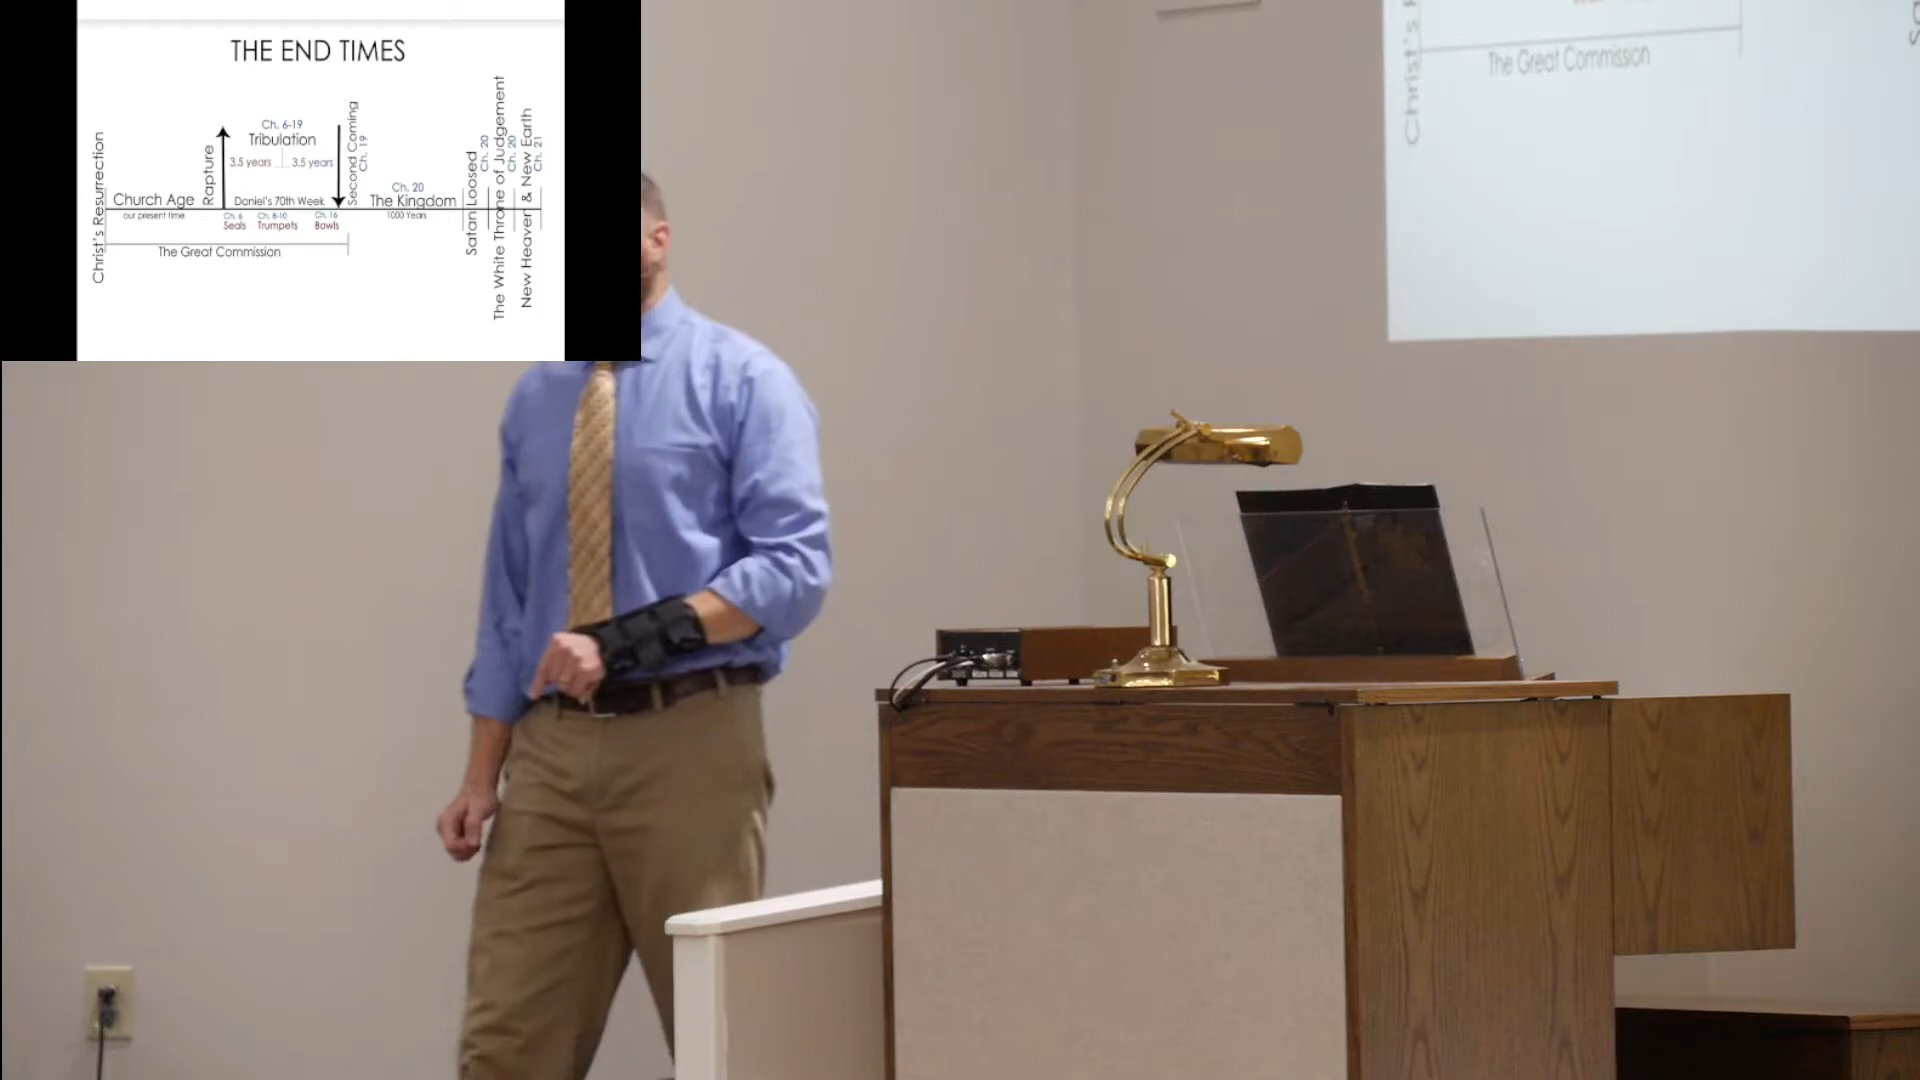 THE END TIMES
Christ's Resurrection
Church Age
our present time
Rapture
Ch. 6-19
Tribulation
3.5 years
3.5 years
Daniel's 70th Week
Ch. 6
Seals
Ch. 8-10
Trumpets
Ch. 16
Bowls
Second Coming
Ch. 19
Ch. 20
The Kingdom
1000 Years
Satan Loosed
Ch. 20
The White Throne of Judgement
Ch. 20
New Heaven & New Earth
Ch. 21
The Great Commission
Christ's
The Great Commission